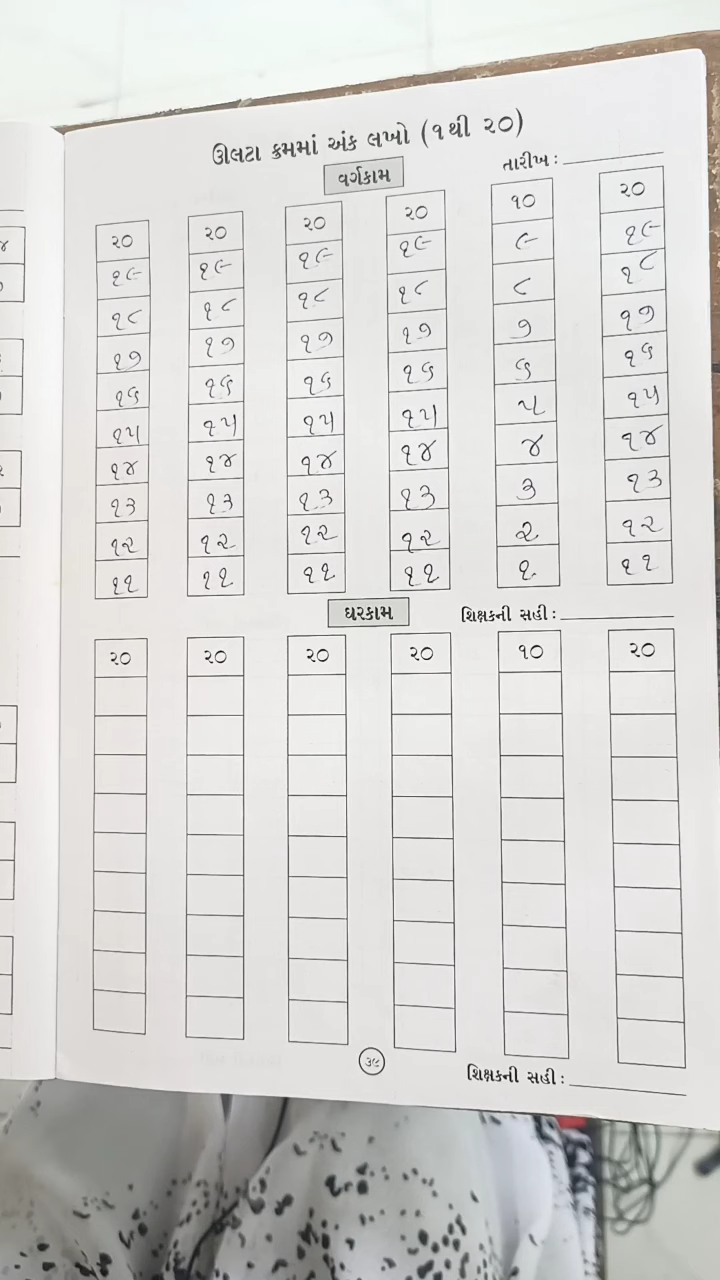 ઊલટા ક્રમમાં અંક લખો (૧થી ૨૦)
વર્ગકામ તારીખ :
૨૦ ૨૦ ૨૦ ૨૦ ૧૦ ૨૦
૧૯ ૧૯ ૧૯ ૧૯ ૯ ૧૯
૧૮ ૧૮ ૧૮ ૧૮ ૮ ૧૮
૧૭ ૧૭ ૧૭ ૧૭ ૭ ૧૭
૧૬ ૧૬ ૧૬ ૧૬ ૬ ૧૬
૧૫ ૧૫ ૧૫ ૧૫ ૫ ૧૫
૧૪ ૧૪ ૧૪ ૧૪ ૪ ૧૪
૧૩ ૧૩ ૧૩ ૧૩ ૩ ૧૩
૧૨ ૧૨ ૧૨ ૧૨ ૨ ૧૨
૧૧ ૧૧ ૧૧ ૧૧ ૧ ૧૧
ઘરકામ શિક્ષકની સહી :
૨૦ ૨૦ ૨૦ ૨૦ ૧૦ ૨૦
૩૯
શિક્ષકની સહી :